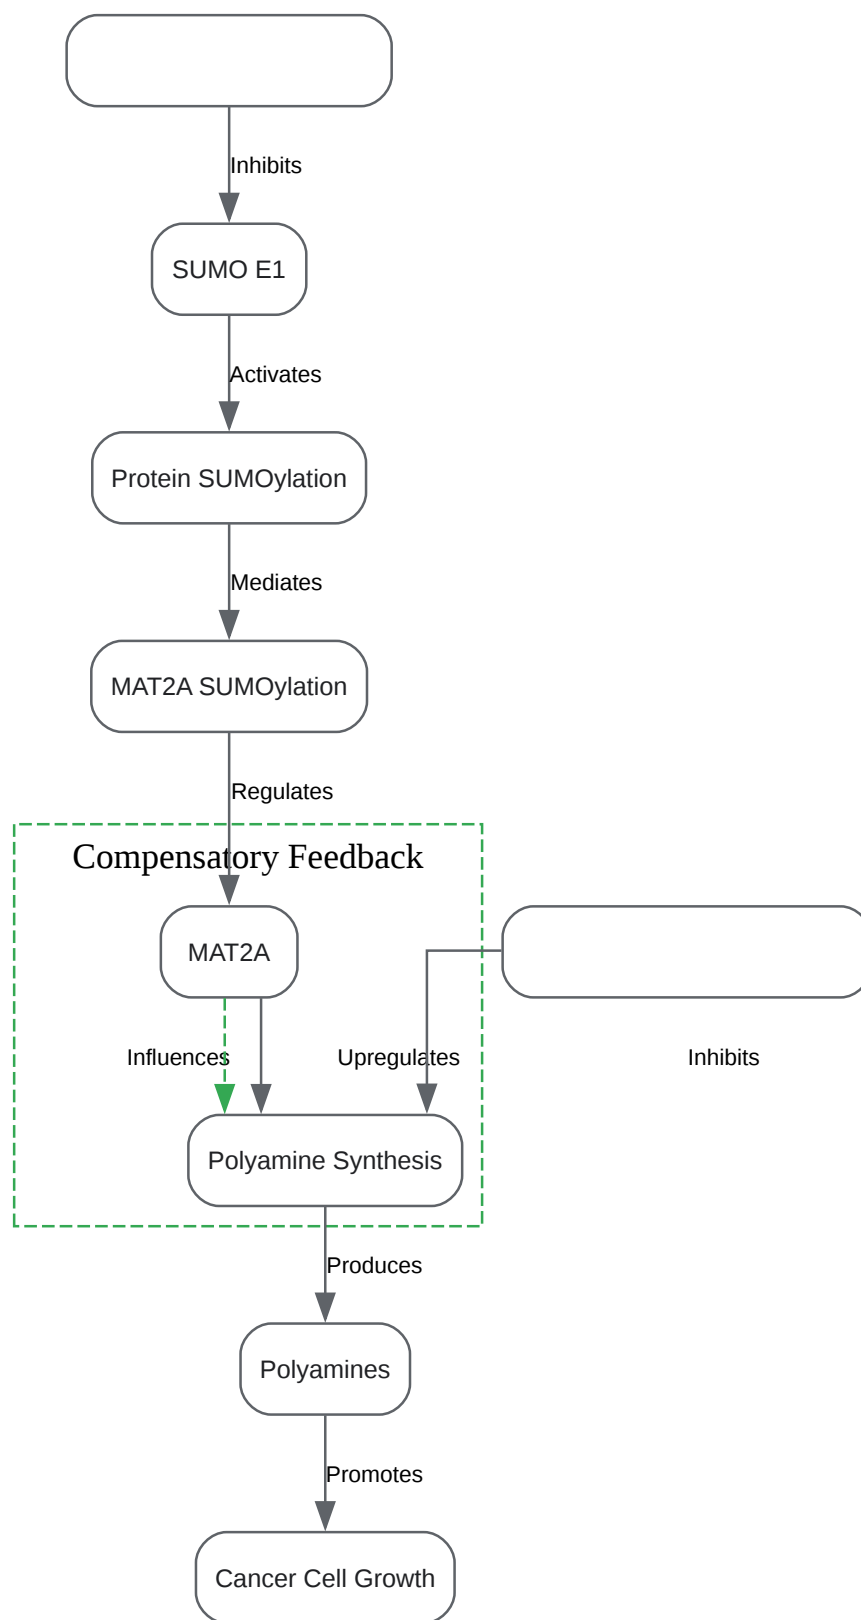 Inhibits
SUMO E1
Activates
Protein SUMOylation
Mediates
MAT2A SUMOylation
Regulates
Compensatory Feedback
MAT2A
Influences
Upregulates
Inhibits
Polyamine Synthesis
Produces
Polyamines
Promotes
Cancer Cell Growth